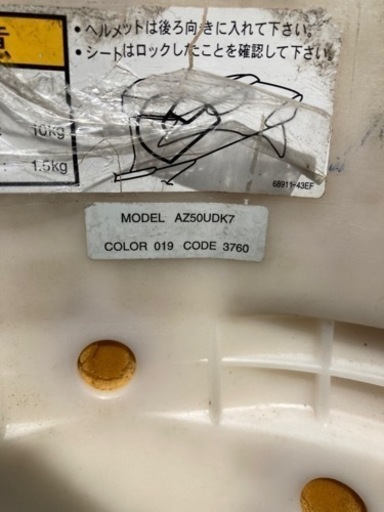 ・ヘルメットは後ろ向きに入れて下さい。
・シートはロックしたことを確認して下さい。
意
: 10kg
: 1.5kg
68911-43EF
MODEL AZ50UDK7
COLOR 019 CODE 3760